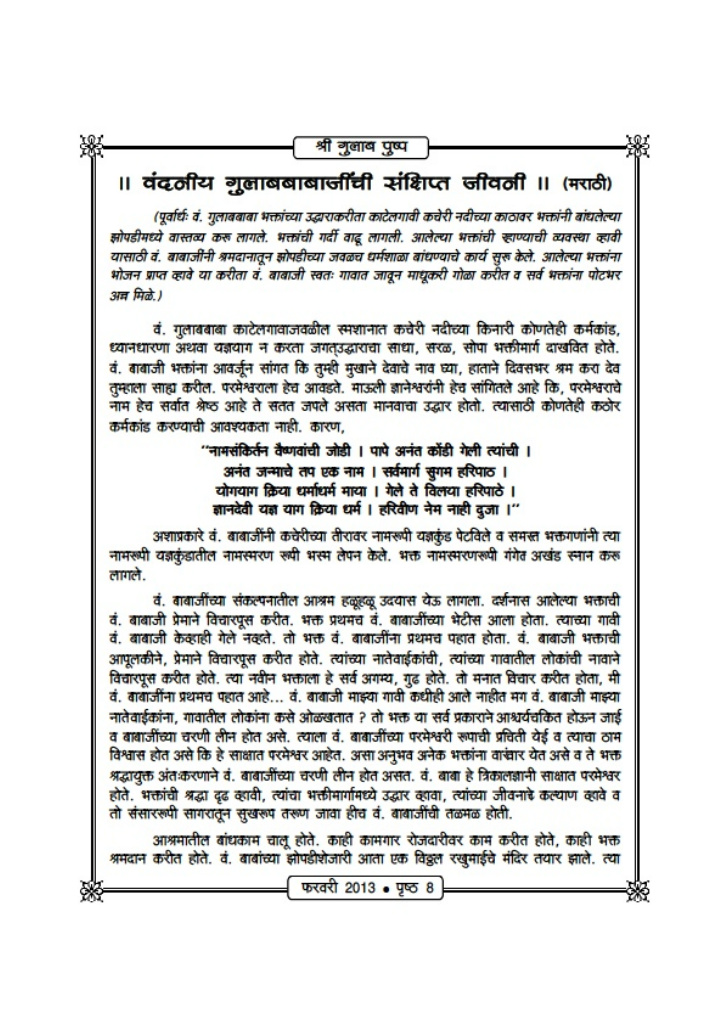 श्री गुलाब पुष्प
।। वंदनीय गुलाबबाबाजींची संक्षिप्त जीवनी ।। (मराठी)
(पूर्वार्धः वं. गुलाबबाबा भक्तांच्या उद्धाराकरीता काटेलगावी कचेरी नदीच्या काठावर भक्तांनी बांधलेल्या
झोपडीमध्ये वास्तव्य करू लागले. भक्तांची गर्दी वाढू लागली. आलेल्या भक्तांची ऱ्हाण्याची व्यवस्था व्हावी
यासाठी वं. बाबाजींनी श्रमदानातून झोपडीच्या जवळच धर्मशाळा बांधण्याचे कार्य सुरू केले. आलेल्या भक्तांना
भोजन प्राप्त व्हावे या करीता वं. बाबाजी स्वतः गावात जावून माधूकरी गोळा करीत व सर्व भक्तांना पोटभर
अन्न मिळे.)
वं. गुलाबबाबा काटेलगावाजवळील स्मशानात कचेरी नदीच्या किनारी कोणतेही कर्मकांड,
ध्यानधारणा अथवा यज्ञयाग न करता जगत्उद्धाराचा साधा, सरळ, सोपा भक्तीमार्ग दाखवित होते.
वं. बाबाजी भक्तांना आवर्जून सांगत कि तुम्ही मुखाने देवाचे नाव घ्या, हाताने दिवसभर श्रम करा देव
तुम्हाला साह्य करील. परमेश्वराला हेच आवडते. माऊली ज्ञानेश्वरांनी हेच सांगितले आहे कि, परमेश्वराचे
नाम हेच सर्वात श्रेष्ठ आहे ते सतत जपले असता मानवाचा उद्धार होतो. त्यासाठी कोणतेही कठोर
कर्मकांड करण्याची आवश्यकता नाही. कारण,
“नामसंकिर्तन वैष्णवांची जोडी । पापे अनंत कोंडी गेली त्यांची ।
अनंत जन्माचे तप एक नाम । सर्वमार्ग सुगम हरिपाठ ।
योगयाग क्रिया धर्माधर्म माया । गेले ते विलया हरिपाठे ।
ज्ञानदेवी यज्ञ याग क्रिया धर्म । हरिवीण नेम नाही दुजा ।”
अशाप्रकारे वं. बाबाजींनी कचेरीच्या तीरावर नामरूपी यज्ञकुंड पेटविले व समस्त भक्तगणांनी त्या
नामरूपी यज्ञकुंडातील नामस्मरण रूपी भस्म लेपन केले. भक्त नामस्मरणरूपी गंगेत अखंड स्नान करू
लागले.
वं. बाबाजींच्या संकल्पनातील आश्रम हळूहळू उदयास येऊ लागला. दर्शनास आलेल्या भक्ताची
वं. बाबाजी प्रेमाने विचारपूस करीत. भक्त प्रथमच वं. बाबाजींच्या भेटीस आला होता. त्याच्या गावी
वं. बाबाजी केव्हाही गेले नव्हते. तो भक्त वं. बाबाजींना प्रथमच पहात होता. वं. बाबाजी भक्ताची
आपूलकीने, प्रेमाने विचारपूस करीत होते. त्यांच्या नातेवाईकांची, त्यांच्या गावातील लोकांची नावाने
विचारपूस करीत होते. त्या नविन भक्ताला हे सर्व अगम्य, गुढ होते. तो मनात विचार करीत होता, मी
वं. बाबाजींना प्रथमच पहात आहे... वं. बाबाजी माझ्या गावी कधीही आले नाहीत मग वं. बाबाजी माझ्या
नातेवाईकांना, गावातील लोकांना कसे ओळखतात ? तो भक्त या सर्व प्रकाराने आश्चर्यचकित होऊन जाई
व बाबाजींच्या चरणी लीन होत असे. त्याला वं. बाबाजींच्या परमेश्वरी रूपाची प्रचिती येई व त्याचा ठाम
विश्वास होत असे कि हे साक्षात परमेश्वर आहेत. असा अनुभव अनेक भक्तांना वारंवार येत असे व ते भक्त
श्रद्धायुक्त अंतःकरणाने वं. बाबाजींच्या चरणी लीन होत असत. वं. बाबा हे त्रिकालज्ञानी साक्षात परमेश्वर
होते. भक्तांची श्रद्धा दृढ व्हावी, त्यांचा भक्तीमार्गामध्ये उद्धार व्हावा, त्यांच्या जीवनाचे कल्याण व्हावे व
तो संसाररूपी सागरातून सुखरूप तरूण जावा हीच वं. बाबाजींची तळमळ होती.
आश्रमातील बांधकाम चालू होते. काही कामगार रोजदारीवर काम करीत होते, काही भक्त
श्रमदान करीत होते. वं. बाबांच्या झोपडीशेजारी आता एक विठ्ठल रखुमाईचे मंदिर तयार झाले. त्या
फरवरी 2013 ● पृष्ठ 8